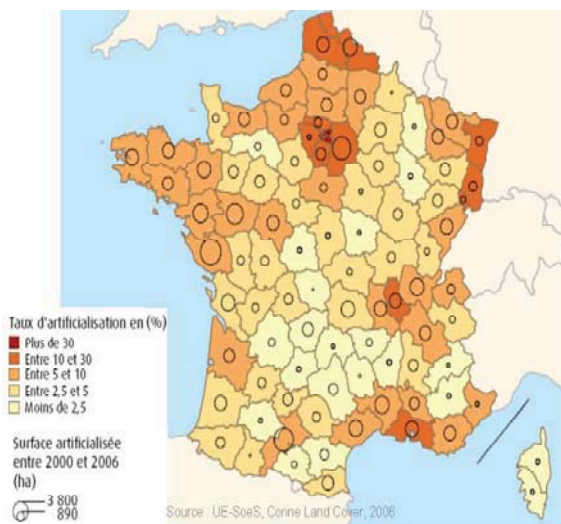 Taux d'artificialisation en (%)
Plus de 30
Entre 10 et 30
Entre 5 et 10
Entre 2,5 et 5
Moins de 2,5
Surface artificialisée
entre 2000 et 2006
(ha)
3 800
890
Source : UE-SoeS, Corine Land Cover, 2006